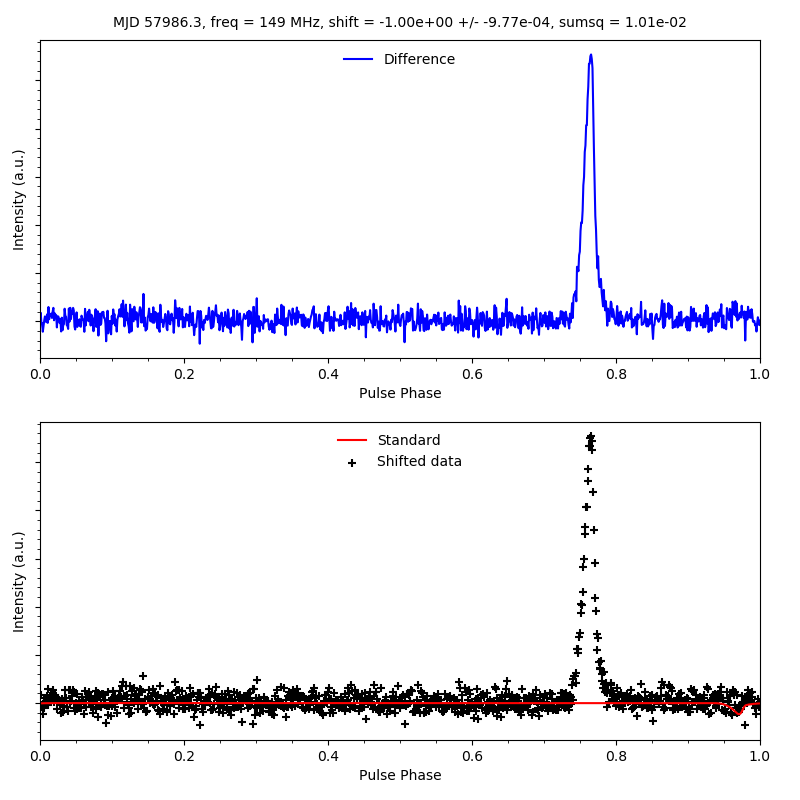 MJD 57986.3, freq = 149 MHz, shift = -1.00e+00 +/- -9.77e-04, sumsq = 1.01e-02
Difference
Intensity (a.u.)
0.0 0.2 0.4 0.6 0.8 1.0
Pulse Phase
Standard
Shifted data
Intensity (a.u.)
0.0 0.2 0.4 0.6 0.8 1.0
Pulse Phase